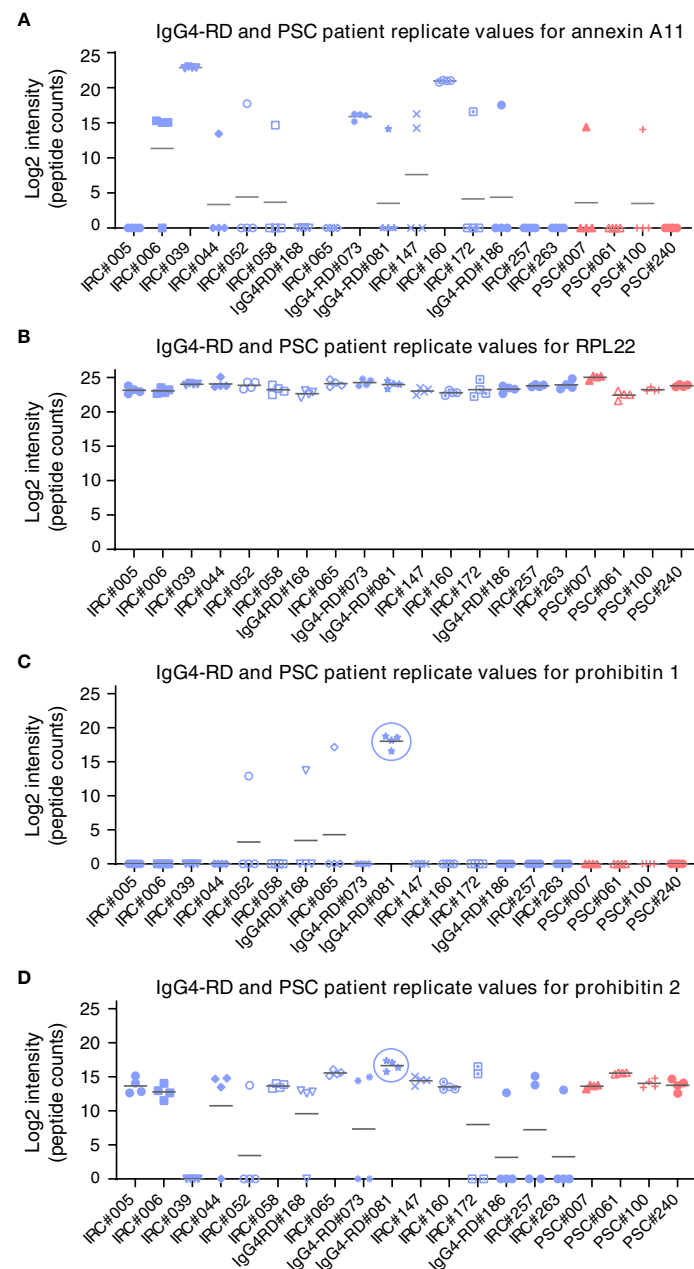 A
IgG4-RD and PSC patient replicate values for annexin A11
Log2 intensity
(peptide counts)
25
20
15
10
5
0
IRC#005
IRC#006
IRC#039
IRC#044
IRC#052
IRC#058
IgG4RD#168
IRC#065
IgG4-RD#073
IgG4-RD#081
IRC#147
IRC#160
IRC#172
IgG4-RD#186
IRC#257
IRC#263
PSC#007
PSC#061
PSC#100
PSC#240
B
IgG4-RD and PSC patient replicate values for RPL22
Log2 intensity
(peptide counts)
25
20
15
10
5
0
IRC#005
IRC#006
IRC#039
IRC#044
IRC#052
IRC#058
IgG4RD#168
IRC#065
IgG4-RD#073
IgG4-RD#081
IRC#147
IRC#160
IRC#172
IgG4-RD#186
IRC#257
IRC#263
PSC#007
PSC#061
PSC#100
PSC#240
C
IgG4-RD and PSC patient replicate values for prohibitin 1
Log2 intensity
(peptide counts)
25
20
15
10
5
0
IRC#005
IRC#006
IRC#039
IRC#044
IRC#052
IRC#058
IgG4RD#168
IRC#065
IgG4-RD#073
IgG4-RD#081
IRC#147
IRC#160
IRC#172
IgG4-RD#186
IRC#257
IRC#263
PSC#007
PSC#061
PSC#100
PSC#240
D
IgG4-RD and PSC patient replicate values for prohibitin 2
Log2 intensity
(peptide counts)
25
20
15
10
5
0
IRC#005
IRC#006
IRC#039
IRC#044
IRC#052
IRC#058
IgG4RD#168
IRC#065
IgG4-RD#073
IgG4-RD#081
IRC#147
IRC#160
IRC#172
IgG4-RD#186
IRC#257
IRC#263
PSC#007
PSC#061
PSC#100
PSC#240